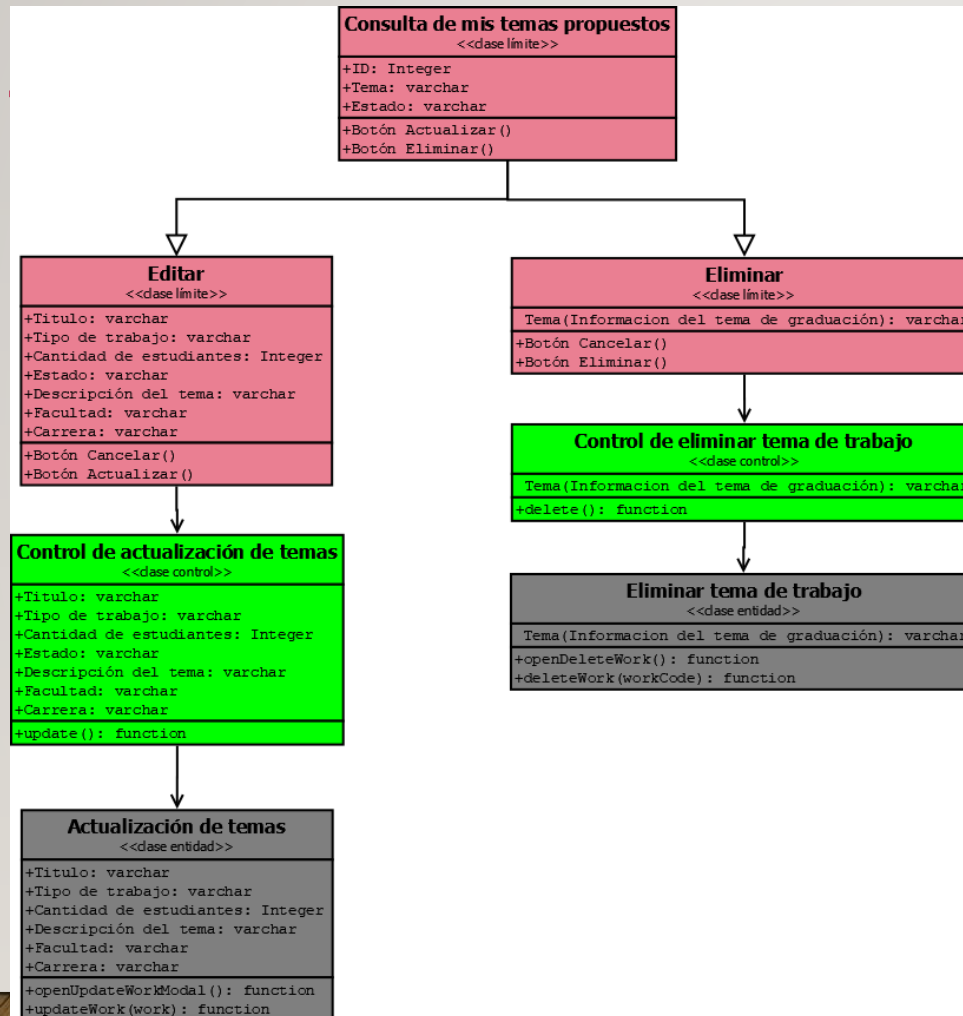 Consulta de mis temas propuestos
<<clase límite>>
+ID: Integer
+Tema: varchar
+Estado: varchar
+Botón Actualizar()
+Botón Eliminar()
Editar
<<clase límite>>
+Titulo: varchar
+Tipo de trabajo: varchar
+Cantidad de estudiantes: Integer
+Estado: varchar
+Descripción del tema: varchar
+Facultad: varchar
+Carrera: varchar
+Botón Cancelar()
+Botón Actualizar()
Control de actualización de temas
<<clase control>>
+Titulo: varchar
+Tipo de trabajo: varchar
+Cantidad de estudiantes: Integer
+Estado: varchar
+Descripción del tema: varchar
+Facultad: varchar
+Carrera: varchar
+update(): function
Actualización de temas
<<clase entidad>>
+Titulo: varchar
+Tipo de trabajo: varchar
+Cantidad de estudiantes: Integer
+Descripción del tema: varchar
+Facultad: varchar
+Carrera: varchar
+openUpdateWorkModal(): function
+updateWork(work): function
Eliminar
<<clase límite>>
Tema(Informacion del tema de graduación): varchar
+Botón Cancelar()
+Botón Eliminar()
Control de eliminar tema de trabajo
<<clase control>>
Tema(Informacion del tema de graduación): varchar
+delete(): function
Eliminar tema de trabajo
<<clase entidad>>
Tema(Informacion del tema de graduación): varchar
+openDeleteWork(): function
+deleteWork(workCode): function